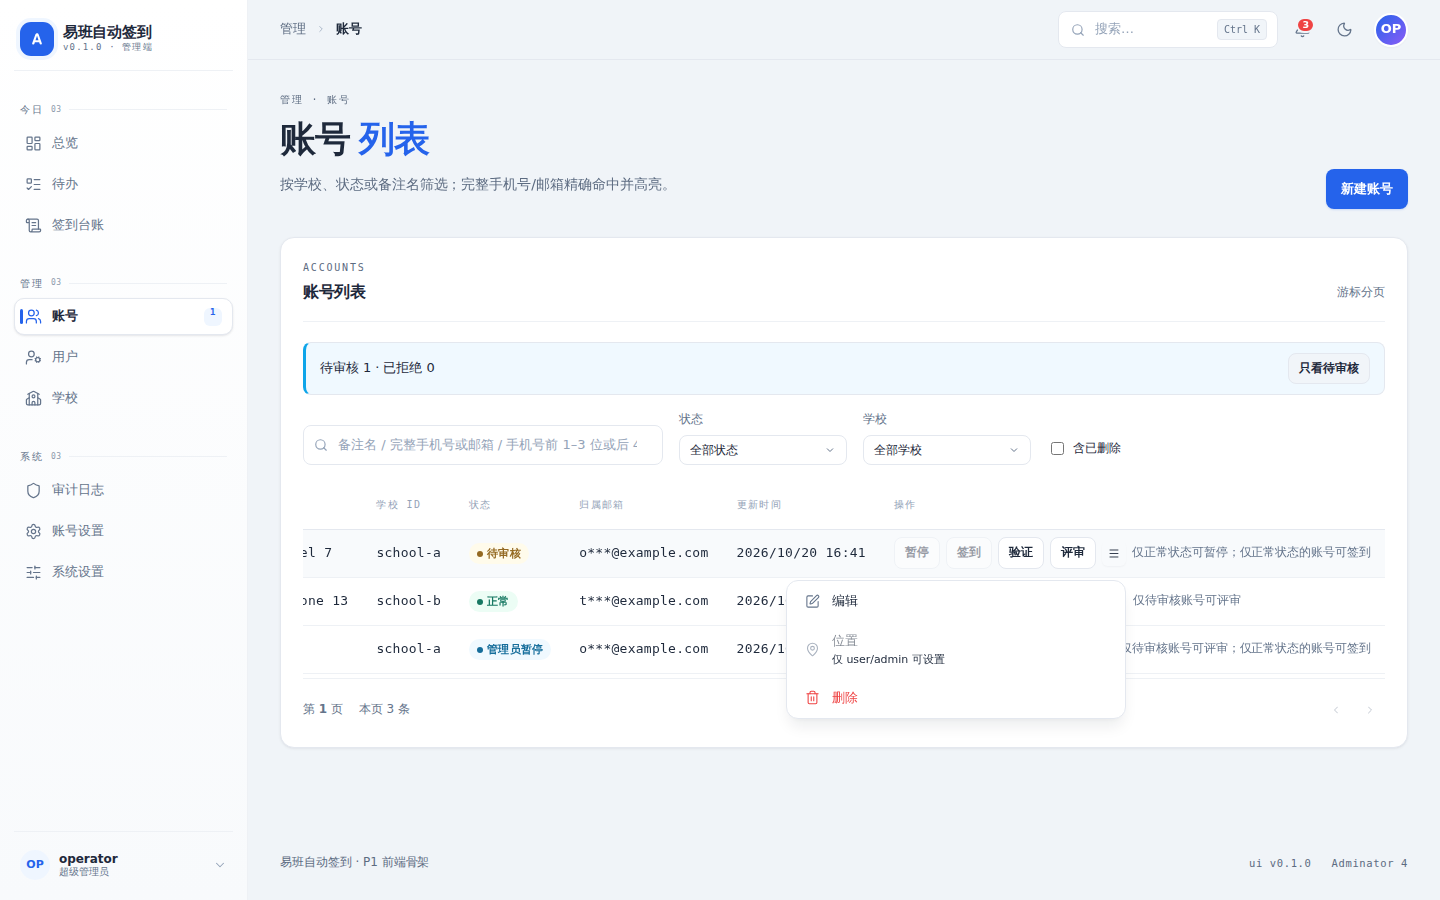 A
易班自动签到
v0.1.0 · 管理端
今日 03
总览
待办
签到台账
管理 03
账号 1
用户
学校
系统 03
审计日志
账号设置
系统设置
OP
operator
超级管理员
管理 › 账号
搜索... Ctrl K
3
OP
管理 · 账号
账号 列表
按学校、状态或备注名筛选；完整手机号/邮箱精确命中并高亮。
新建账号
ACCOUNTS
账号列表
游标分页
待审核 1 · 已拒绝 0
只看待审核
状态
学校
备注名 / 完整手机号或邮箱 / 手机号前 1–3 位或后
全部状态
全部学校
含已删除
学校 ID 状态 归属邮箱 更新时间 操作
el 7 school-a 待审核 o***@example.com 2026/10/20 16:41 暂停 签到 验证 评审 仅正常状态可暂停；仅正常状态的账号可签到
one 13 school-b 正常 t***@example.com 2026/1 仅待审核账号可评审
school-a 管理员暂停 o***@example.com 2026/1 仅待审核账号可评审；仅正常状态的账号可签到
编辑
位置
仅 user/admin 可设置
删除
第 1 页 本页 3 条
易班自动签到 · P1 前端骨架
ui v0.1.0 Adminator 4